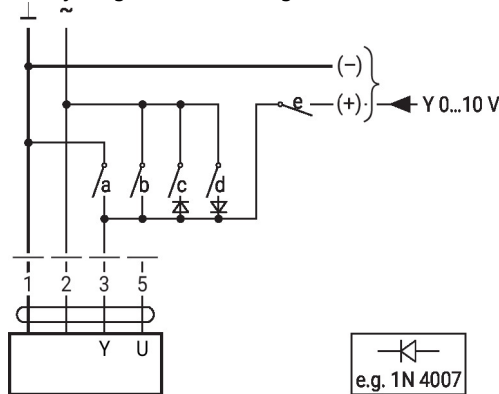 ⊥ ~
(–)
e (+) Y 0...10 V
a b c d
1 2 3 5
Y U
e.g. 1N 4007